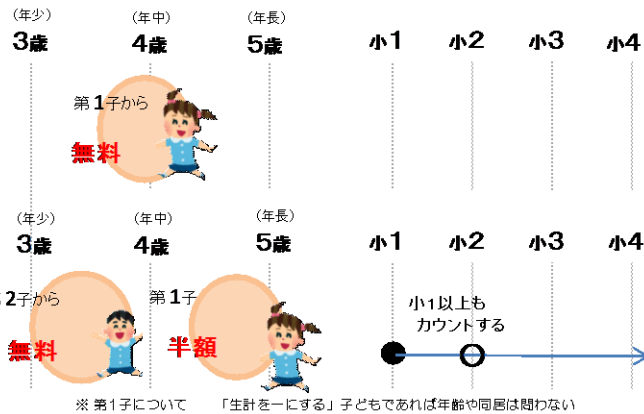 （年少） （年中） （年長）
3歳 4歳 5歳 小1 小2 小3 小4
第1子から
無料
（年少） （年中） （年長）
3歳 4歳 5歳 小1 小2 小3 小4
2子から 第1子
無料 半額
小1以上も
カウントする
※ 第1子について 「生計を一にする」子どもであれば年齢や同居は問わない